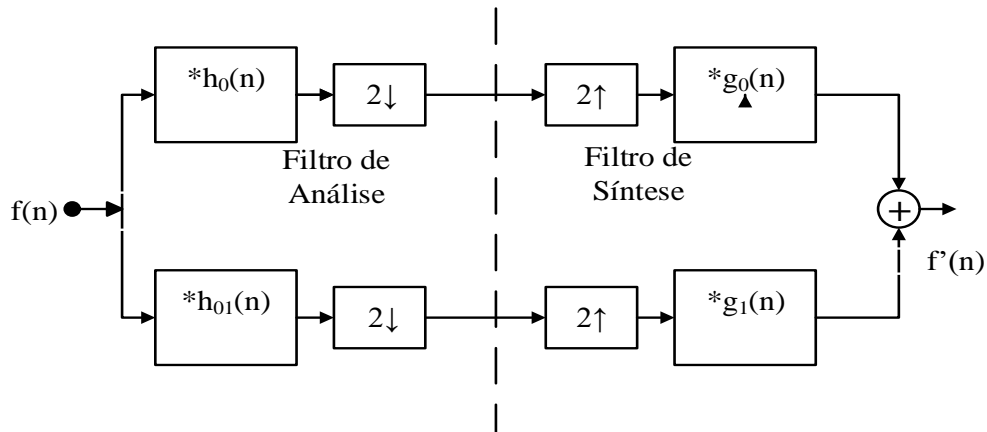 *h₀(n)
2↓
2↑
*g₀(n)
Filtro de
Análise
Filtro de
Síntese
f(n)
+
f’(n)
*h₀₁(n)
2↓
2↑
*g₁(n)